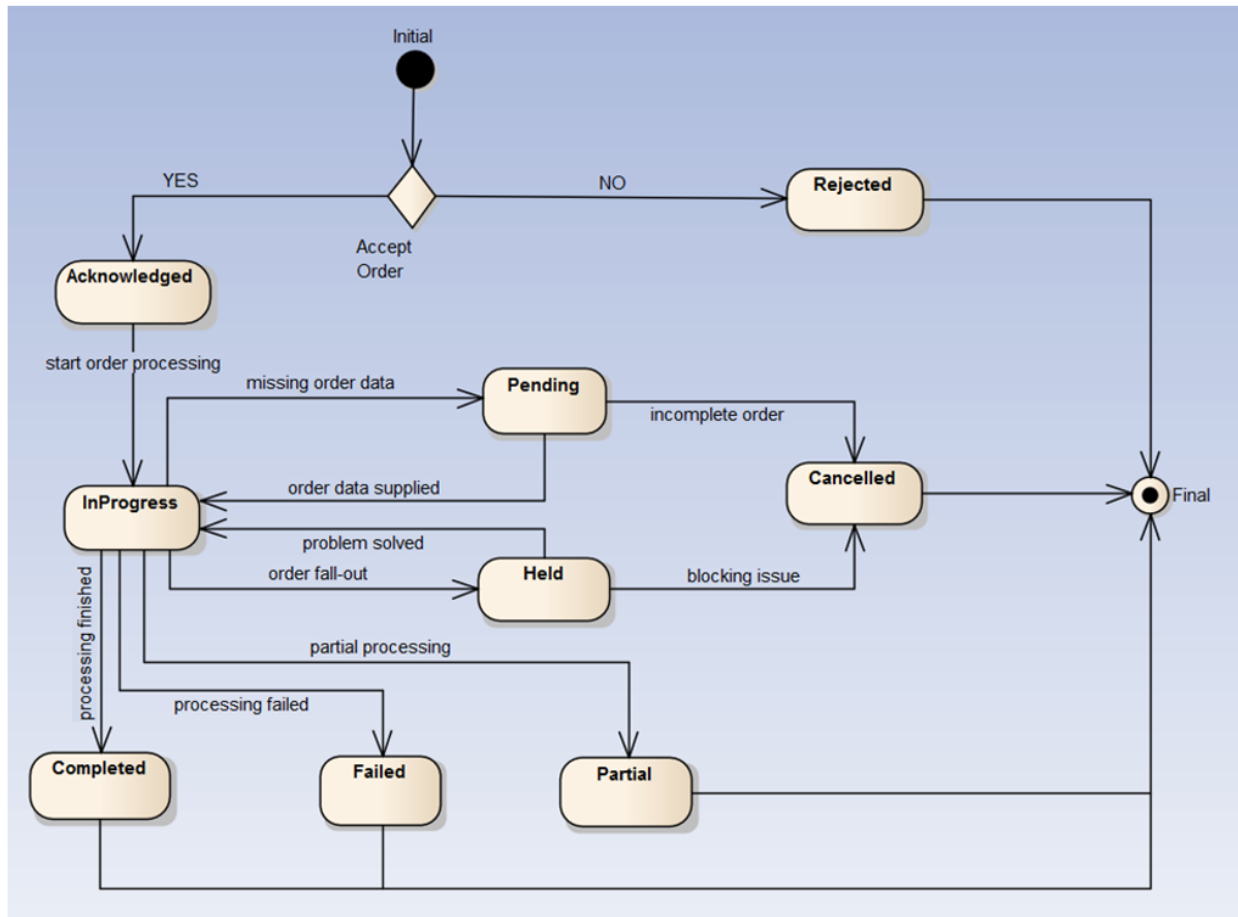 Initial
YES
NO
Rejected
Accept
Order
Acknowledged
start order processing
missing order data
Pending
incomplete order
order data supplied
Cancelled
InProgress
Final
problem solved
order fall-out
Held
blocking issue
processing finished
partial processing
processing failed
Completed
Failed
Partial